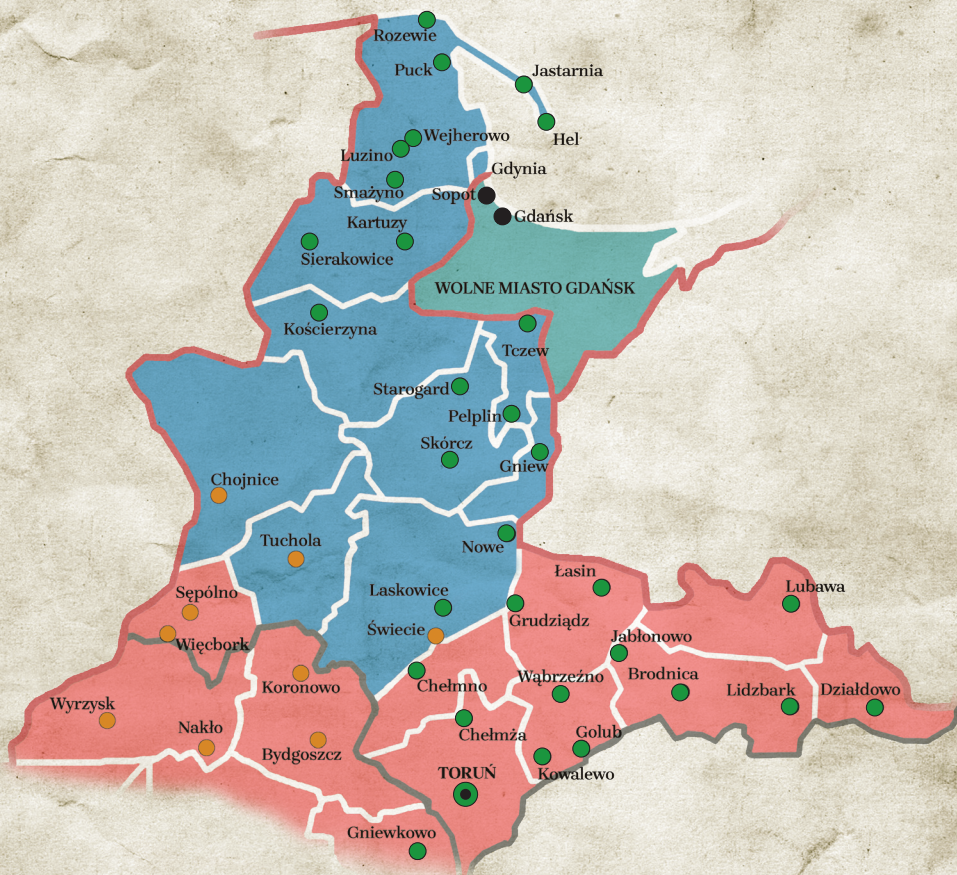 Rozewie
Puck
Jastarnia
Hel
Wejherowo
Luzino
Gdynia
Smażyno
Sopot
Gdańsk
Kartuzy
Sierakowice
WOLNE MIASTO GDAŃSK
Kościerzyna
Tczew
Starogard
Pelplin
Skórcz
Gniew
Chojnice
Tuchola
Nowe
Łasin
Lubawa
Sępólno
Laskowice
Grudziądz
Świecie
Jabłonowo
Więcbork
Koronowo
Chełmno
Wąbrzeźno
Brodnica
Lidzbark
Działdowo
Wyrzysk
Nakło
Bydgoszcz
Chełmża
Golub
Kowalewo
TORUŃ
Gniewkowo